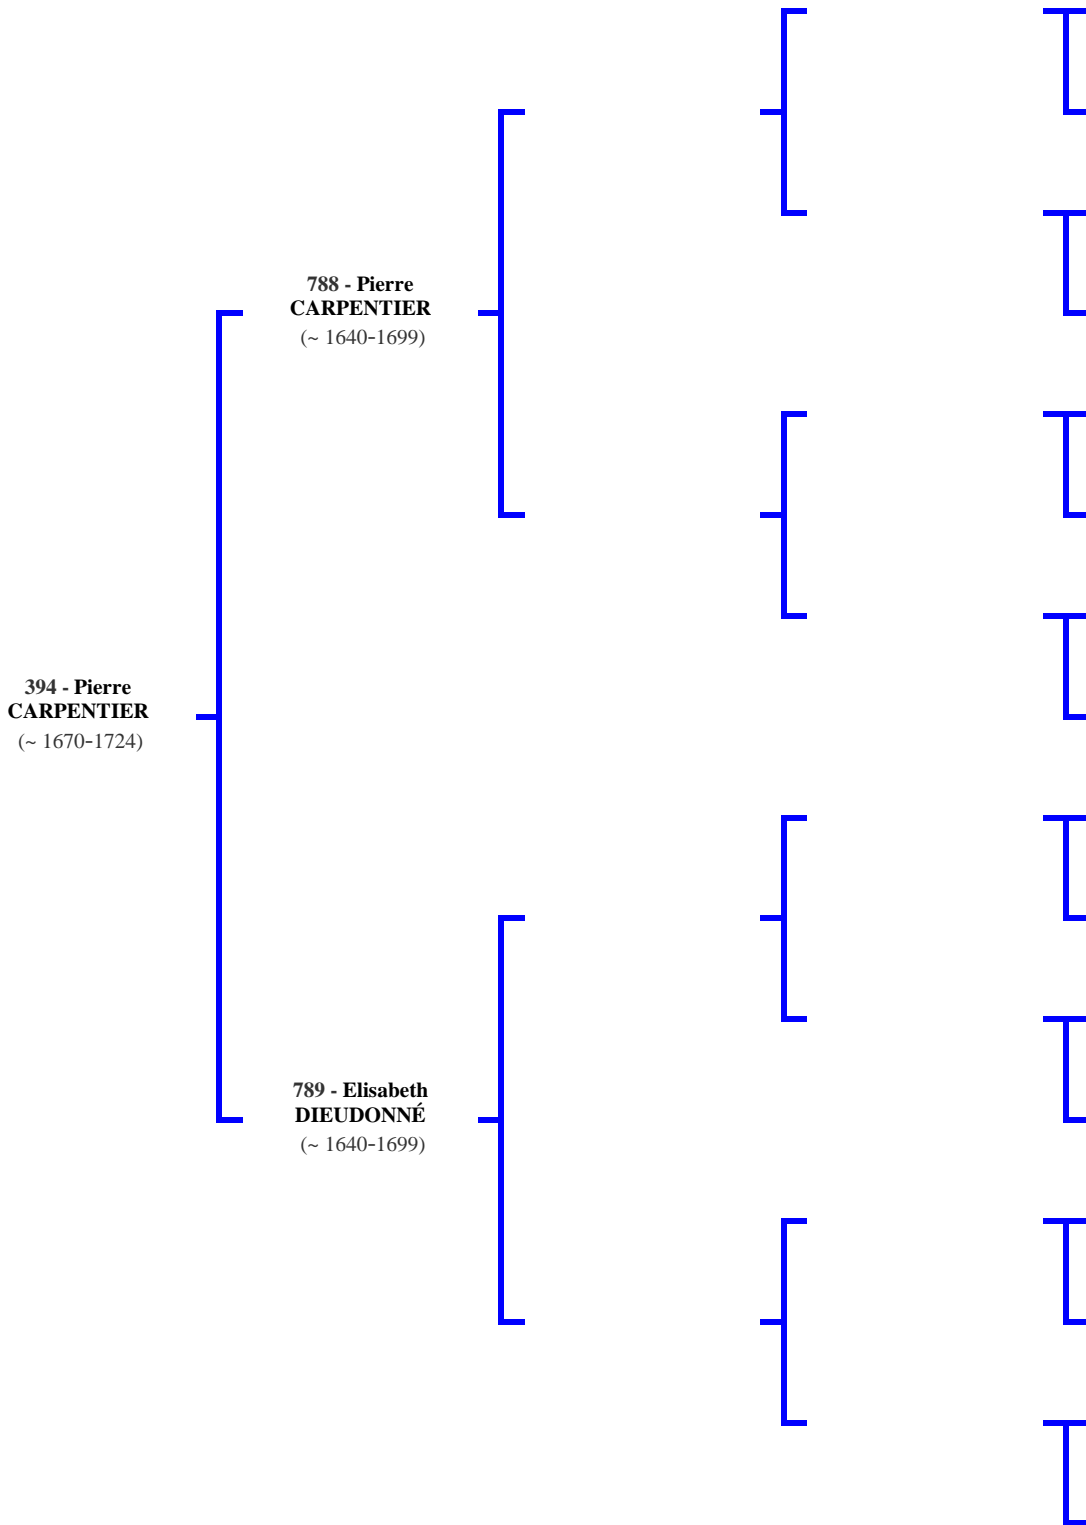 788 - Pierre
CARPENTIER
(~ 1640-1699)
394 - Pierre
CARPENTIER
(~ 1670-1724)
789 - Elisabeth
DIEUDONNÉ
(~ 1640-1699)